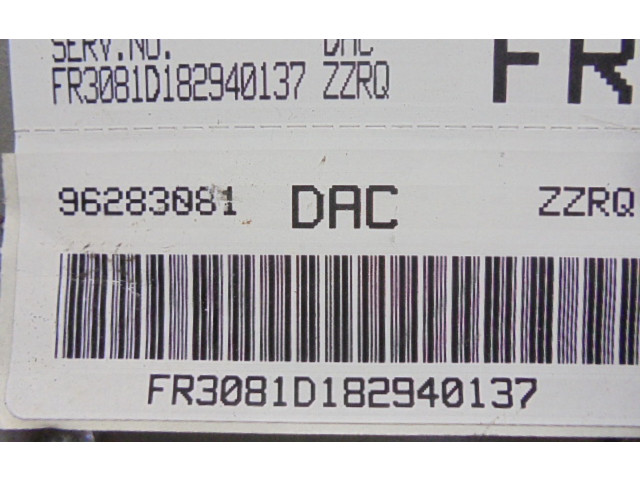 SERV.NO. DAC FR
FR3081D182940137 ZZRQ
96283081 DAC ZZRQ
FR3081D182940137